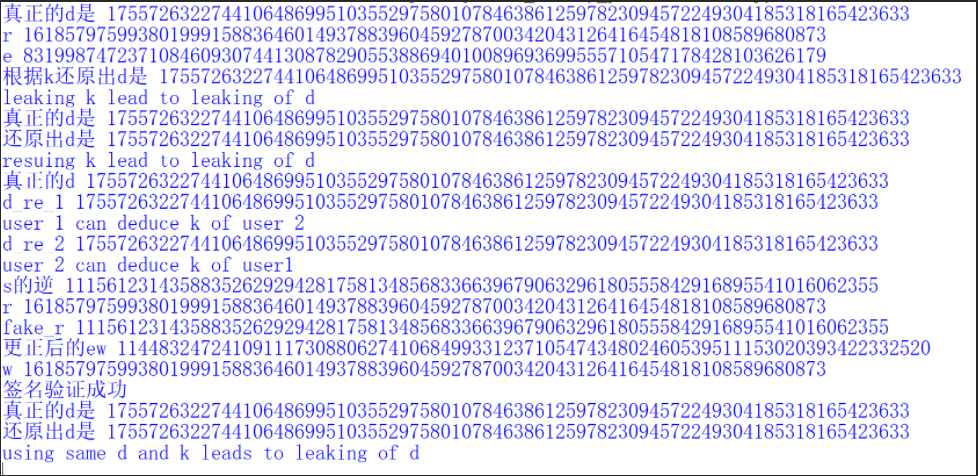 真正的d是 17557263227441064869951035529758010784638612597823094572249304185318165423633
r 16185797599380199915883646014937883960459278700342043126416454818108589680873
e 83199874723710846093074413087829055388694010089693699555710547178428103626179
根据k还原出d是 17557263227441064869951035529758010784638612597823094572249304185318165423633
leaking k lead to leaking of d
真正的d是 17557263227441064869951035529758010784638612597823094572249304185318165423633
还原出d是 17557263227441064869951035529758010784638612597823094572249304185318165423633
resuing k lead to leaking of d
真正的d 17557263227441064869951035529758010784638612597823094572249304185318165423633
d_re_1 17557263227441064869951035529758010784638612597823094572249304185318165423633
user 1 can deduce k of user 2
d_re_2 17557263227441064869951035529758010784638612597823094572249304185318165423633
user 2 can deduce k of user1
s的逆 11156123143588352629294281758134856833663967906329618055584291689554101606​2355
r 16185797599380199915883646014937883960459278700342043126416454818108589680873
fake_r 111561231435883526292942817581348568336639679063296180555842916895541016062355
更正后的ew 114483247241091117308806274106849933123710547434802460539511153020393422332520
w 16185797599380199915883646014937883960459278700342043126416454818108589680873
签名验证成功
真正的d是 17557263227441064869951035529758010784638612597823094572249304185318165423633
还原出d是 17557263227441064869951035529758010784638612597823094572249304185318165423633
using same d and k leads to leaking of d